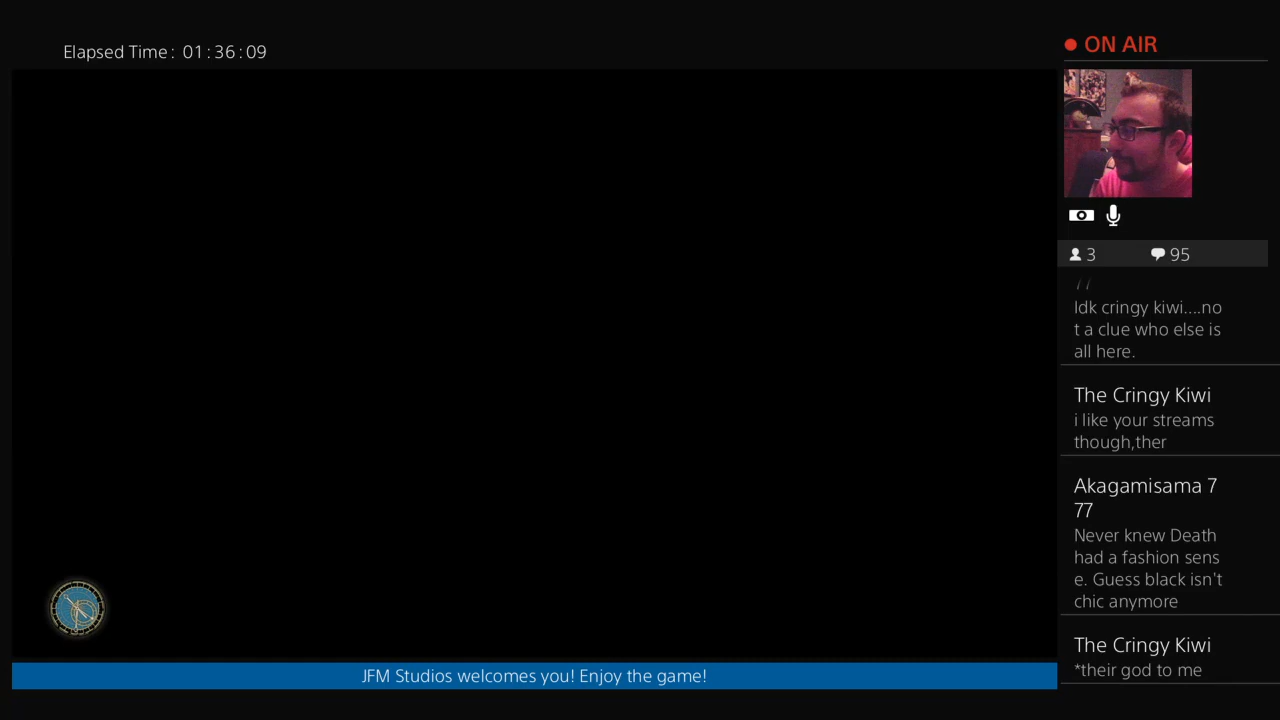 Elapsed Time: 01:36:09
ON AIR
3
95
Idk cringy kiwi....no
t a clue who else is
all here.
The Cringy Kiwi
i like your streams
though,ther
Akagamisama 7
77
Never knew Death
had a fashion sens
e. Guess black isn't
chic anymore
The Cringy Kiwi
*their god to me
JFM Studios welcomes you! Enjoy the game!